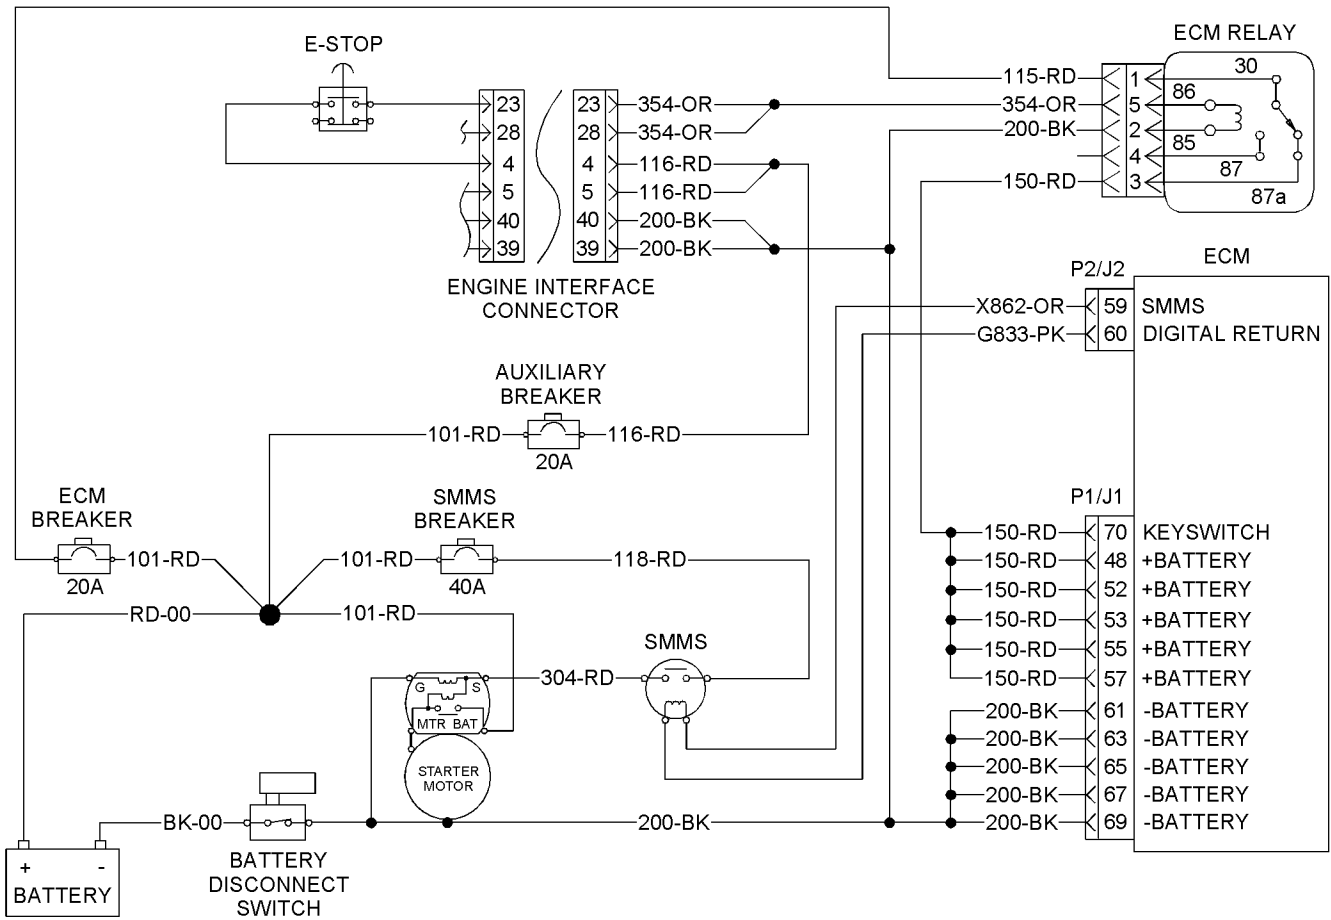 E-STOP
ECM RELAY
115-RD 1 30
23 23 354-OR 354-OR 5 86
28 28 354-OR 200-BK 2 85
4 4 116-RD 4 87
5 5 116-RD 150-RD 3 87a
40 40 200-BK
39 39 200-BK
ENGINE INTERFACE
CONNECTOR
P2/J2 ECM
X862-OR 59 SMMS
G833-PK 60 DIGITAL RETURN
AUXILIARY
BREAKER
101-RD 116-RD
20A
ECM
BREAKER
101-RD
20A
SMMS
BREAKER
101-RD 118-RD
40A
RD-00 101-RD
P1/J1
150-RD 70 KEYSWITCH
150-RD 48 +BATTERY
150-RD 52 +BATTERY
150-RD 53 +BATTERY
150-RD 55 +BATTERY
150-RD 57 +BATTERY
200-BK 61 -BATTERY
200-BK 63 -BATTERY
200-BK 65 -BATTERY
200-BK 67 -BATTERY
200-BK 69 -BATTERY
SMMS
304-RD
G S
MTR BAT
STARTER
MOTOR
BK-00 200-BK
BATTERY
DISCONNECT
SWITCH
+ -
BATTERY